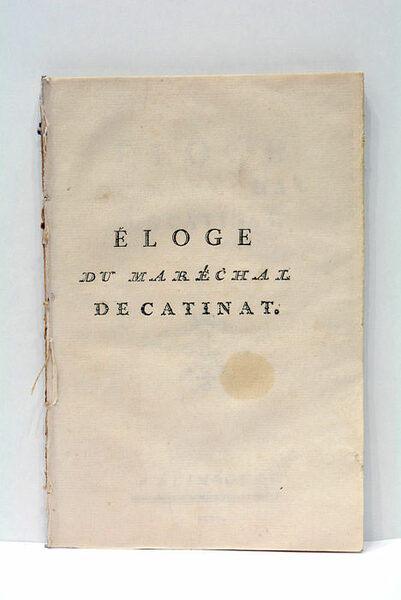 ÉLOGE
DU MARÉCHAL
DE CATINAT.